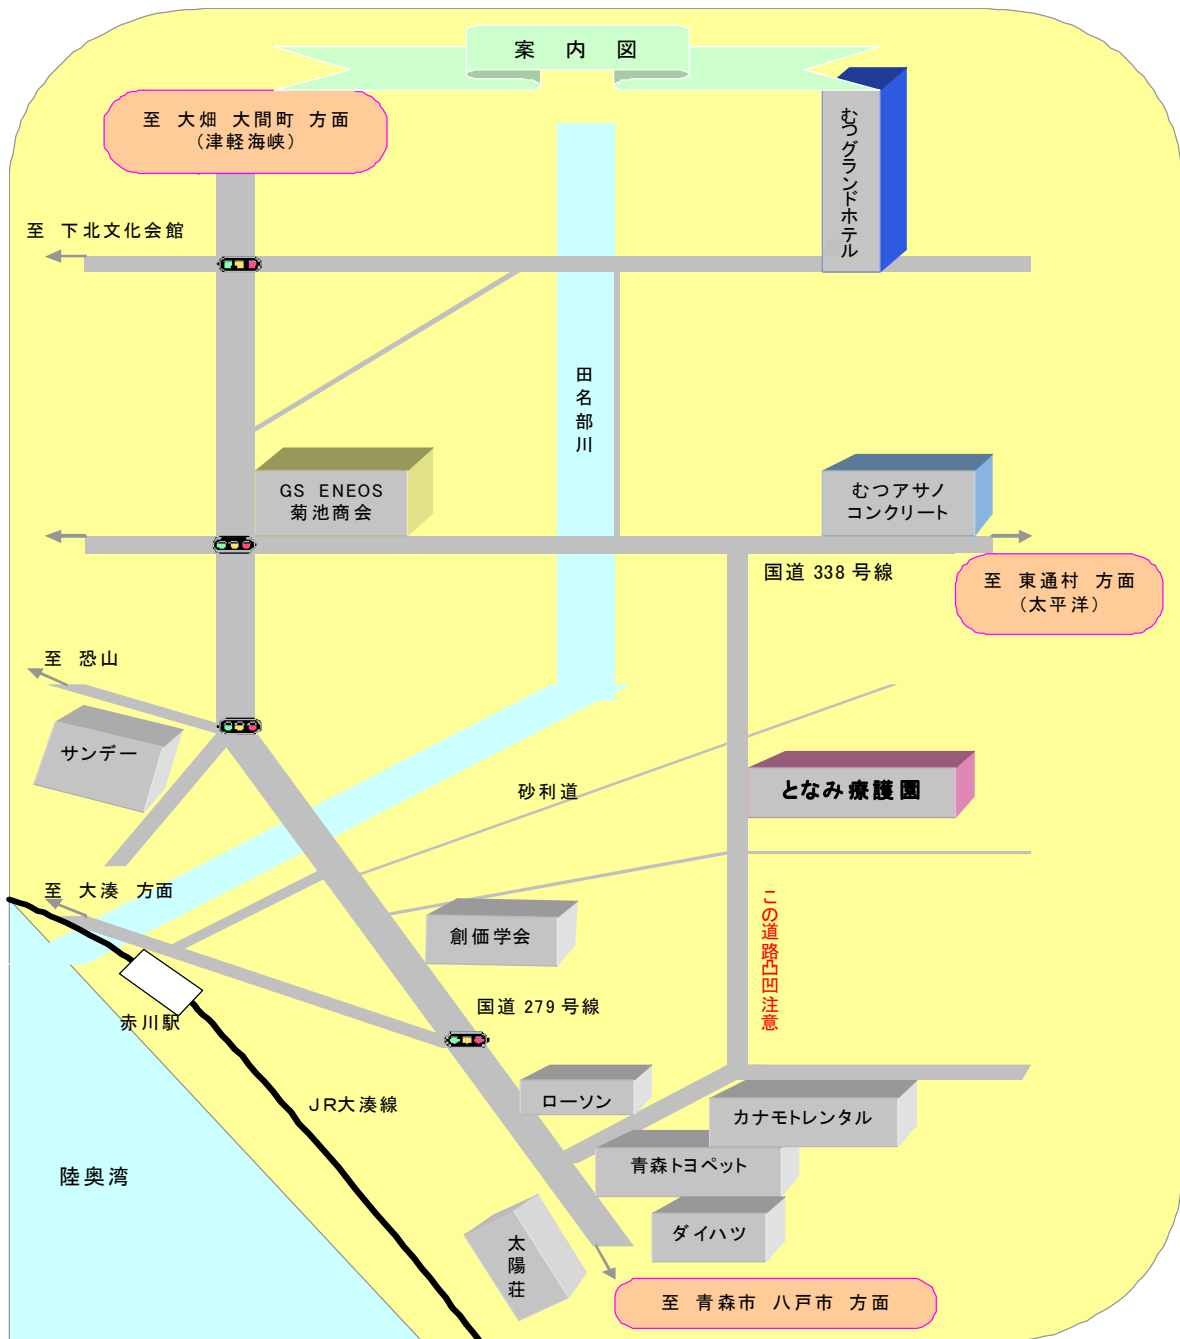 案 内 図
至 大畑 大間町 方面
(津軽海峡)
むつグランドホテル
至 下北文化会館
田名部川
GS ENEOS
菊池商会
むつアサノ
コンクリート
国道 338 号線
至 東通村 方面
(太平洋)
至 恐山
サンデー
砂利道
となみ療護園
至 大湊 方面
この道路凸凹注意
創価学会
国道 279 号線
赤川駅
JR大湊線
ローソン
カナモトレンタル
青森トヨペット
陸奥湾
ダイハツ
太陽荘
至 青森市 八戸市 方面